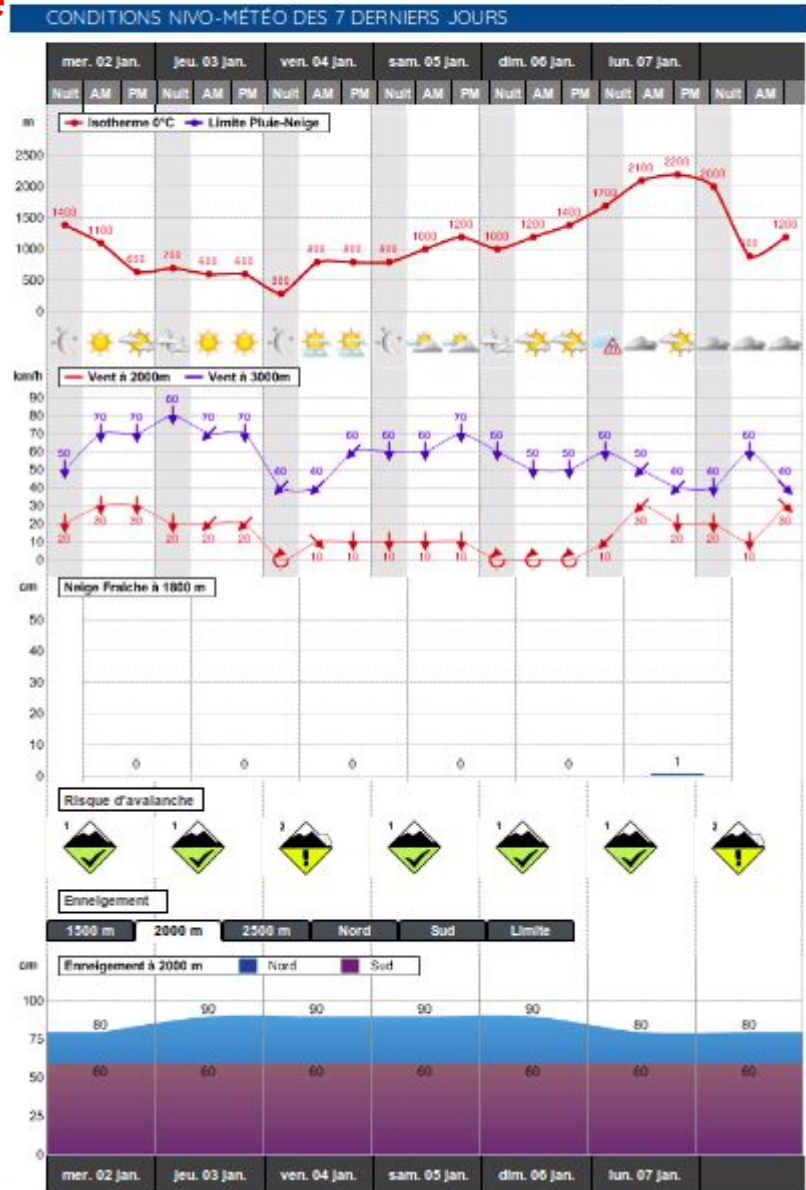 CONDITIONS NIVO-MÉTÉO DES 7 DERNIERS JOURS
mer. 02 jan. jeu. 03 jan. ven. 04 jan. sam. 05 jan. dim. 06 jan. lun. 07 jan.
Nuit AM PM Nuit AM PM Nuit AM PM Nuit AM PM Nuit AM PM Nuit AM PM Nuit AM
m Isotherme 0°C Limite Pluie-Neige
2500
2000
1500
1000
500
0
1400 1100 650 700 600 600 300 800 800 800 1000 1200 1000 1200 1400 1700 2100 2200 2000 1200
km/h Vent à 2000m Vent à 3000m
90
80
70
60
50
40
30
20
10
0
50 70 70 80 70 70 40 40 60 60 60 70 60 50 50 60 50 40 40 60 40
20 30 30 20 20 20 10 10 10 10 10 10 30 20 20 10 30
cm Neige Fraîche à 1800 m
50
40
30
20
10
0
0 0 0 0 0 1
Risque d'avalanche
1 1 1 1 1
Enneigement
1500 m 2000 m 2500 m Nord Sud Limite
cm Enneigement à 2000 m Nord Sud
100
75
50
25
0
80 90 90 90 90 80 80
60 60 60 60 60 60 60
mer. 02 jan. jeu. 03 jan. ven. 04 jan. sam. 05 jan. dim. 06 jan. lun. 07 jan.